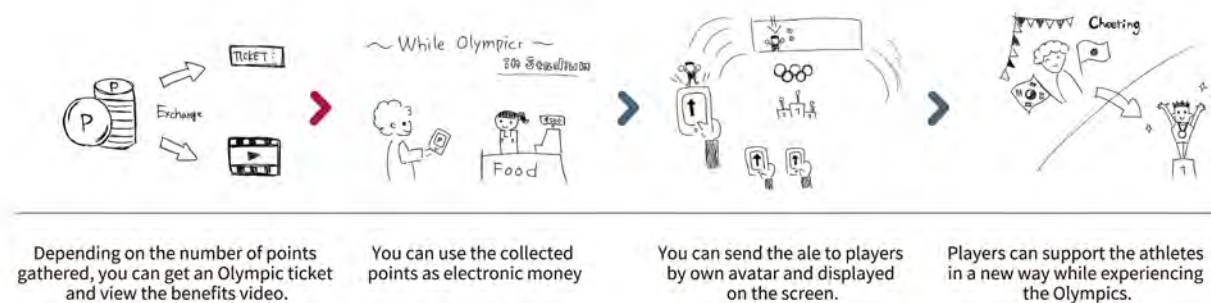 TICKET
P
P
Exchange
~ While Olympic ~
in Stadium
P
Food
Cheering
1
Depending on the number of points
gathered, you can get an Olympic ticket
and view the benefits video.
You can use the collected
points as electronic money
You can send the ale to players
by own avatar and displayed
on the screen.
Players can support the athletes
in a new way while experiencing
the Olympics.